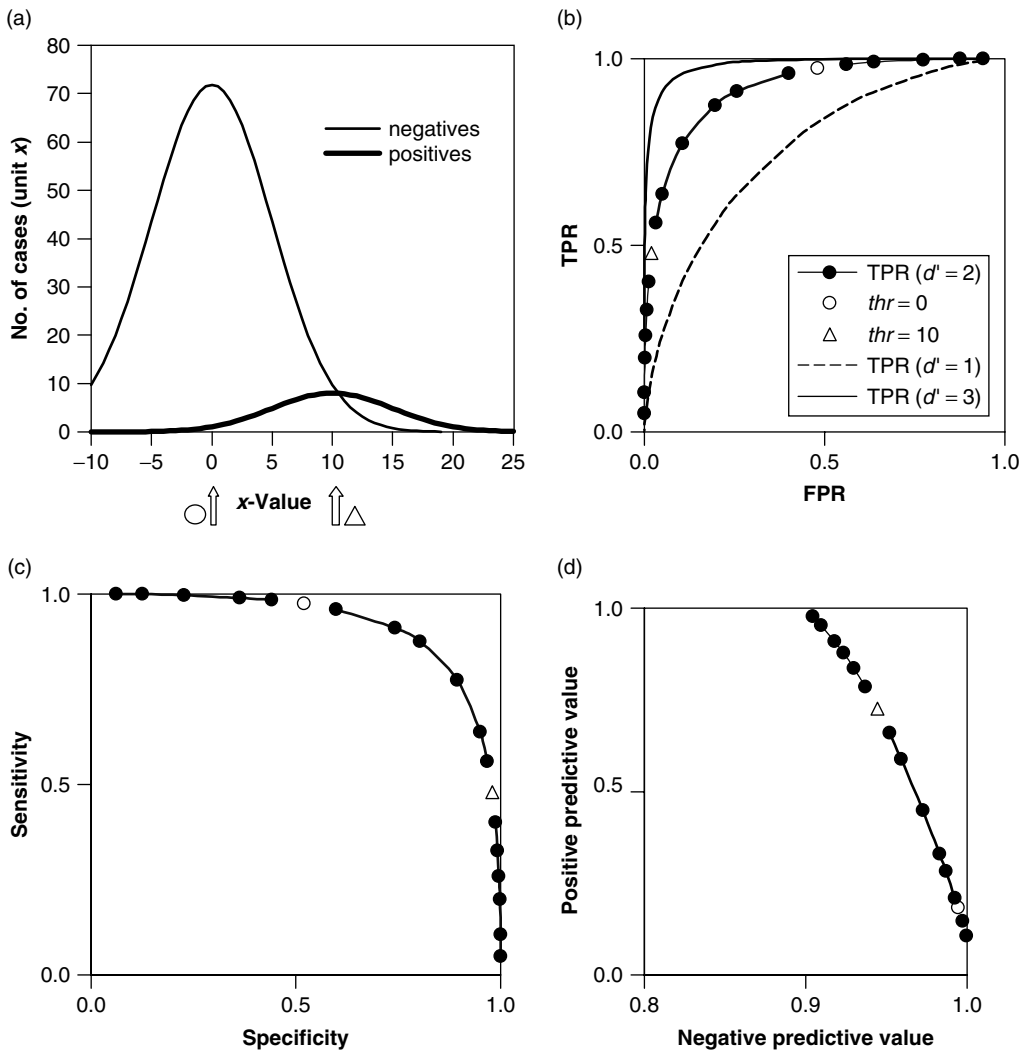 (a)
80
70
60
50
40
30
20
10
0
No. of cases (unit x)
negatives
positives
−10 −5 0 5 10 15 20 25
x-Value
(b)
1.0
0.5
0.0
TPR
TPR (d' = 2)
thr = 0
thr = 10
TPR (d' = 1)
TPR (d' = 3)
0.0 0.5 1.0
FPR
(c)
1.0
0.5
0.0
Sensitivity
0.0 0.5 1.0
Specificity
(d)
1.0
0.5
0.0
Positive predictive value
0.8 0.9 1.0
Negative predictive value